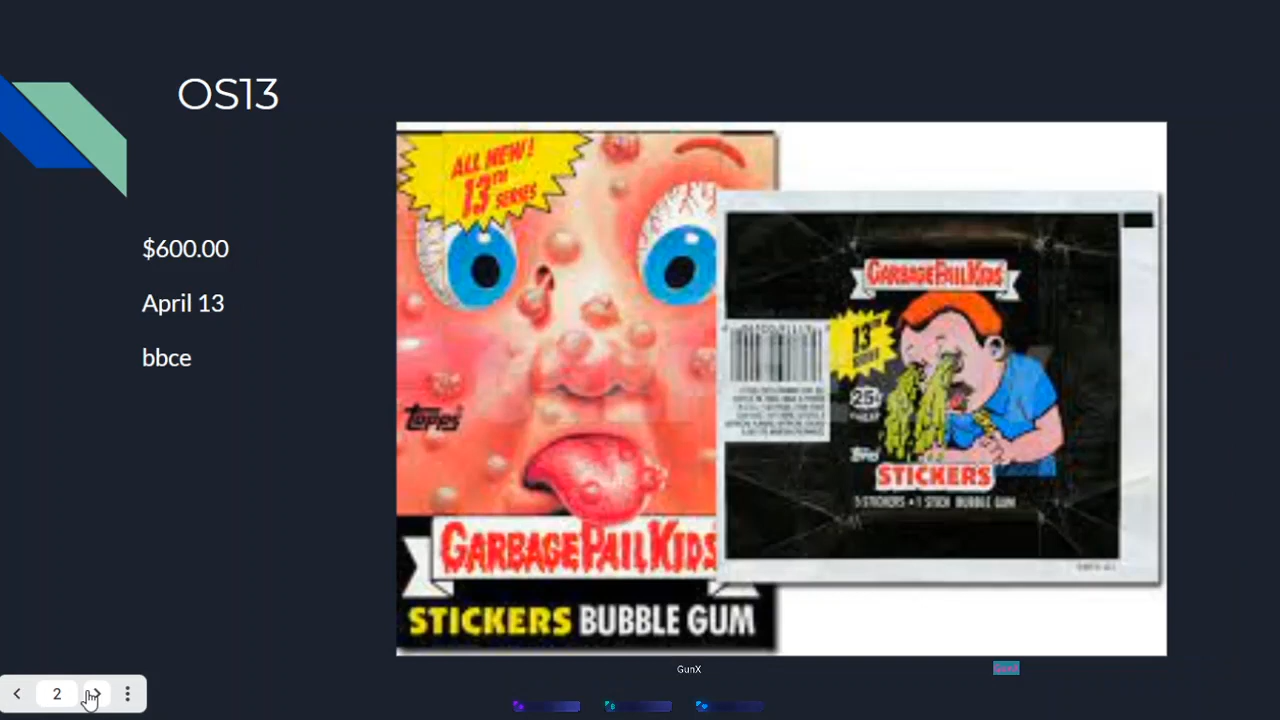 OS13
$600.00
April 13
bbce
ALL NEW!
13TH
SERIES
Topps
GARBAGE PAIL KIDS
STICKERS BUBBLE GUM
GARBAGE PAIL KIDS
13TH
SERIES
25¢
Topps
STICKERS
5 STICKERS • 1 STICK BUBBLE GUM
GunX
GunX
2